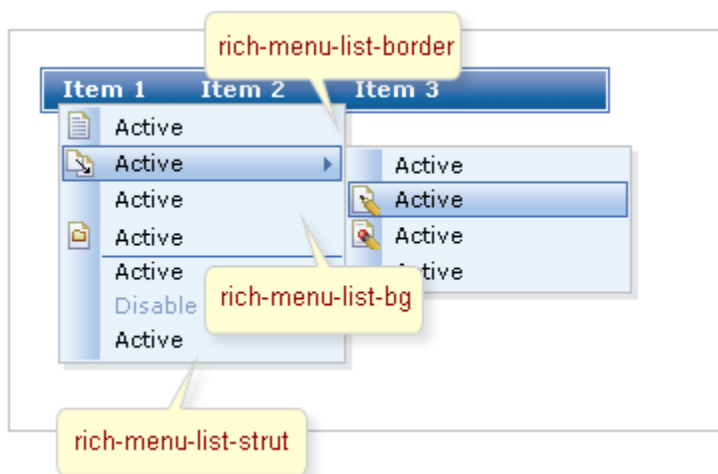 rich-menu-list-border
Item 1 Item 2 Item 3
Active
Active Active
Active Active
Active Active
Active
rich-menu-list-bg
Disable
Active
rich-menu-list-strut